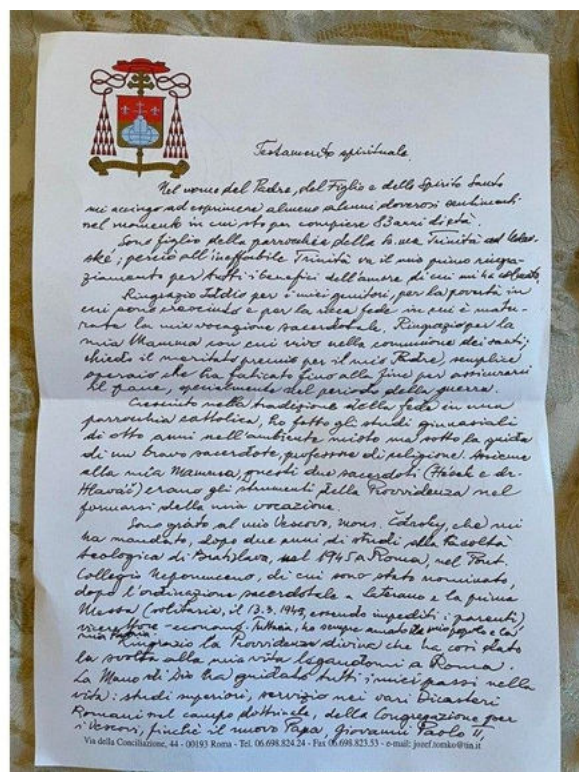 Testamento spirituale.
Nel nome del Padre, del Figlio e dello Spirito Santo
mi accingo ad esprimere almeno alcuni doverosi sentimenti
nel momento in cui sto per compiere 83 anni di età.
Sono figlio della parrocchia della Trinità ad
ské; perciò all'ineffabile Trinità va il mio primo ringra-
ziamento per tutti i benefici dell'amore di cui mi ha colmato.
Ringrazio Iddio per i miei genitori, per la povertà in
cui sono cresciuto e per la ricca fede in cui è matu-
rata la mia vocazione sacerdotale. Ringrazio per la
mia Mamma con cui vivo nella comunione dei santi;
chiedo il meritato premio per il mio Padre, semplice
operaio che ha faticato fino alla fine per assicurarci
il pane, specialmente del periodo della guerra.
Cresciuto nella tradizione della fede in una
parrocchia cattolica, ho fatto gli studi ginnasiali
di otto anni nell'ambiente misto ma sotto la guida
di un bravo sacerdote, professore di religione. Assieme
alla mia Mamma, questi due sacerdoti (Hásek e dr.
Hlaváč) erano gli strumenti della Provvidenza nel
formarsi della mia vocazione.
Sono grato al mio Vescovo, mons. Čársky, che mi
ha mandato, dopo due anni di studi alla Facoltà
teologica di Bratislava, nel 1945 a Roma, nel Pont.
Collegio Nepomuceno, di cui sono stato nominato,
dopo l'ordinazione sacerdotale a Laterano e la prima
Messa (solitaria, il 13.3.1949, essendo impediti i parenti),
vice - economo. Tuttavia, ho sempre amato il mio popolo e la
mia Patria.
Ringrazio la Provvidenza divina che ha così dato
la svolta alla mia vita legandomi a Roma.
La Mano di Dio ha guidato tutti i miei passi nella
vita: studi superiori, servizio nei vari Dicasteri
Romani nel campo dottrinale, della Congregazione per
i Vescovi, finché il nuovo Papa, Giovanni Paolo II,
Via della Conciliazione, 44 - 00193 Roma - Tel. 06.698.824.24 - Fax 06.698.823.53 - e-mail: jozef.tomko@tin.it